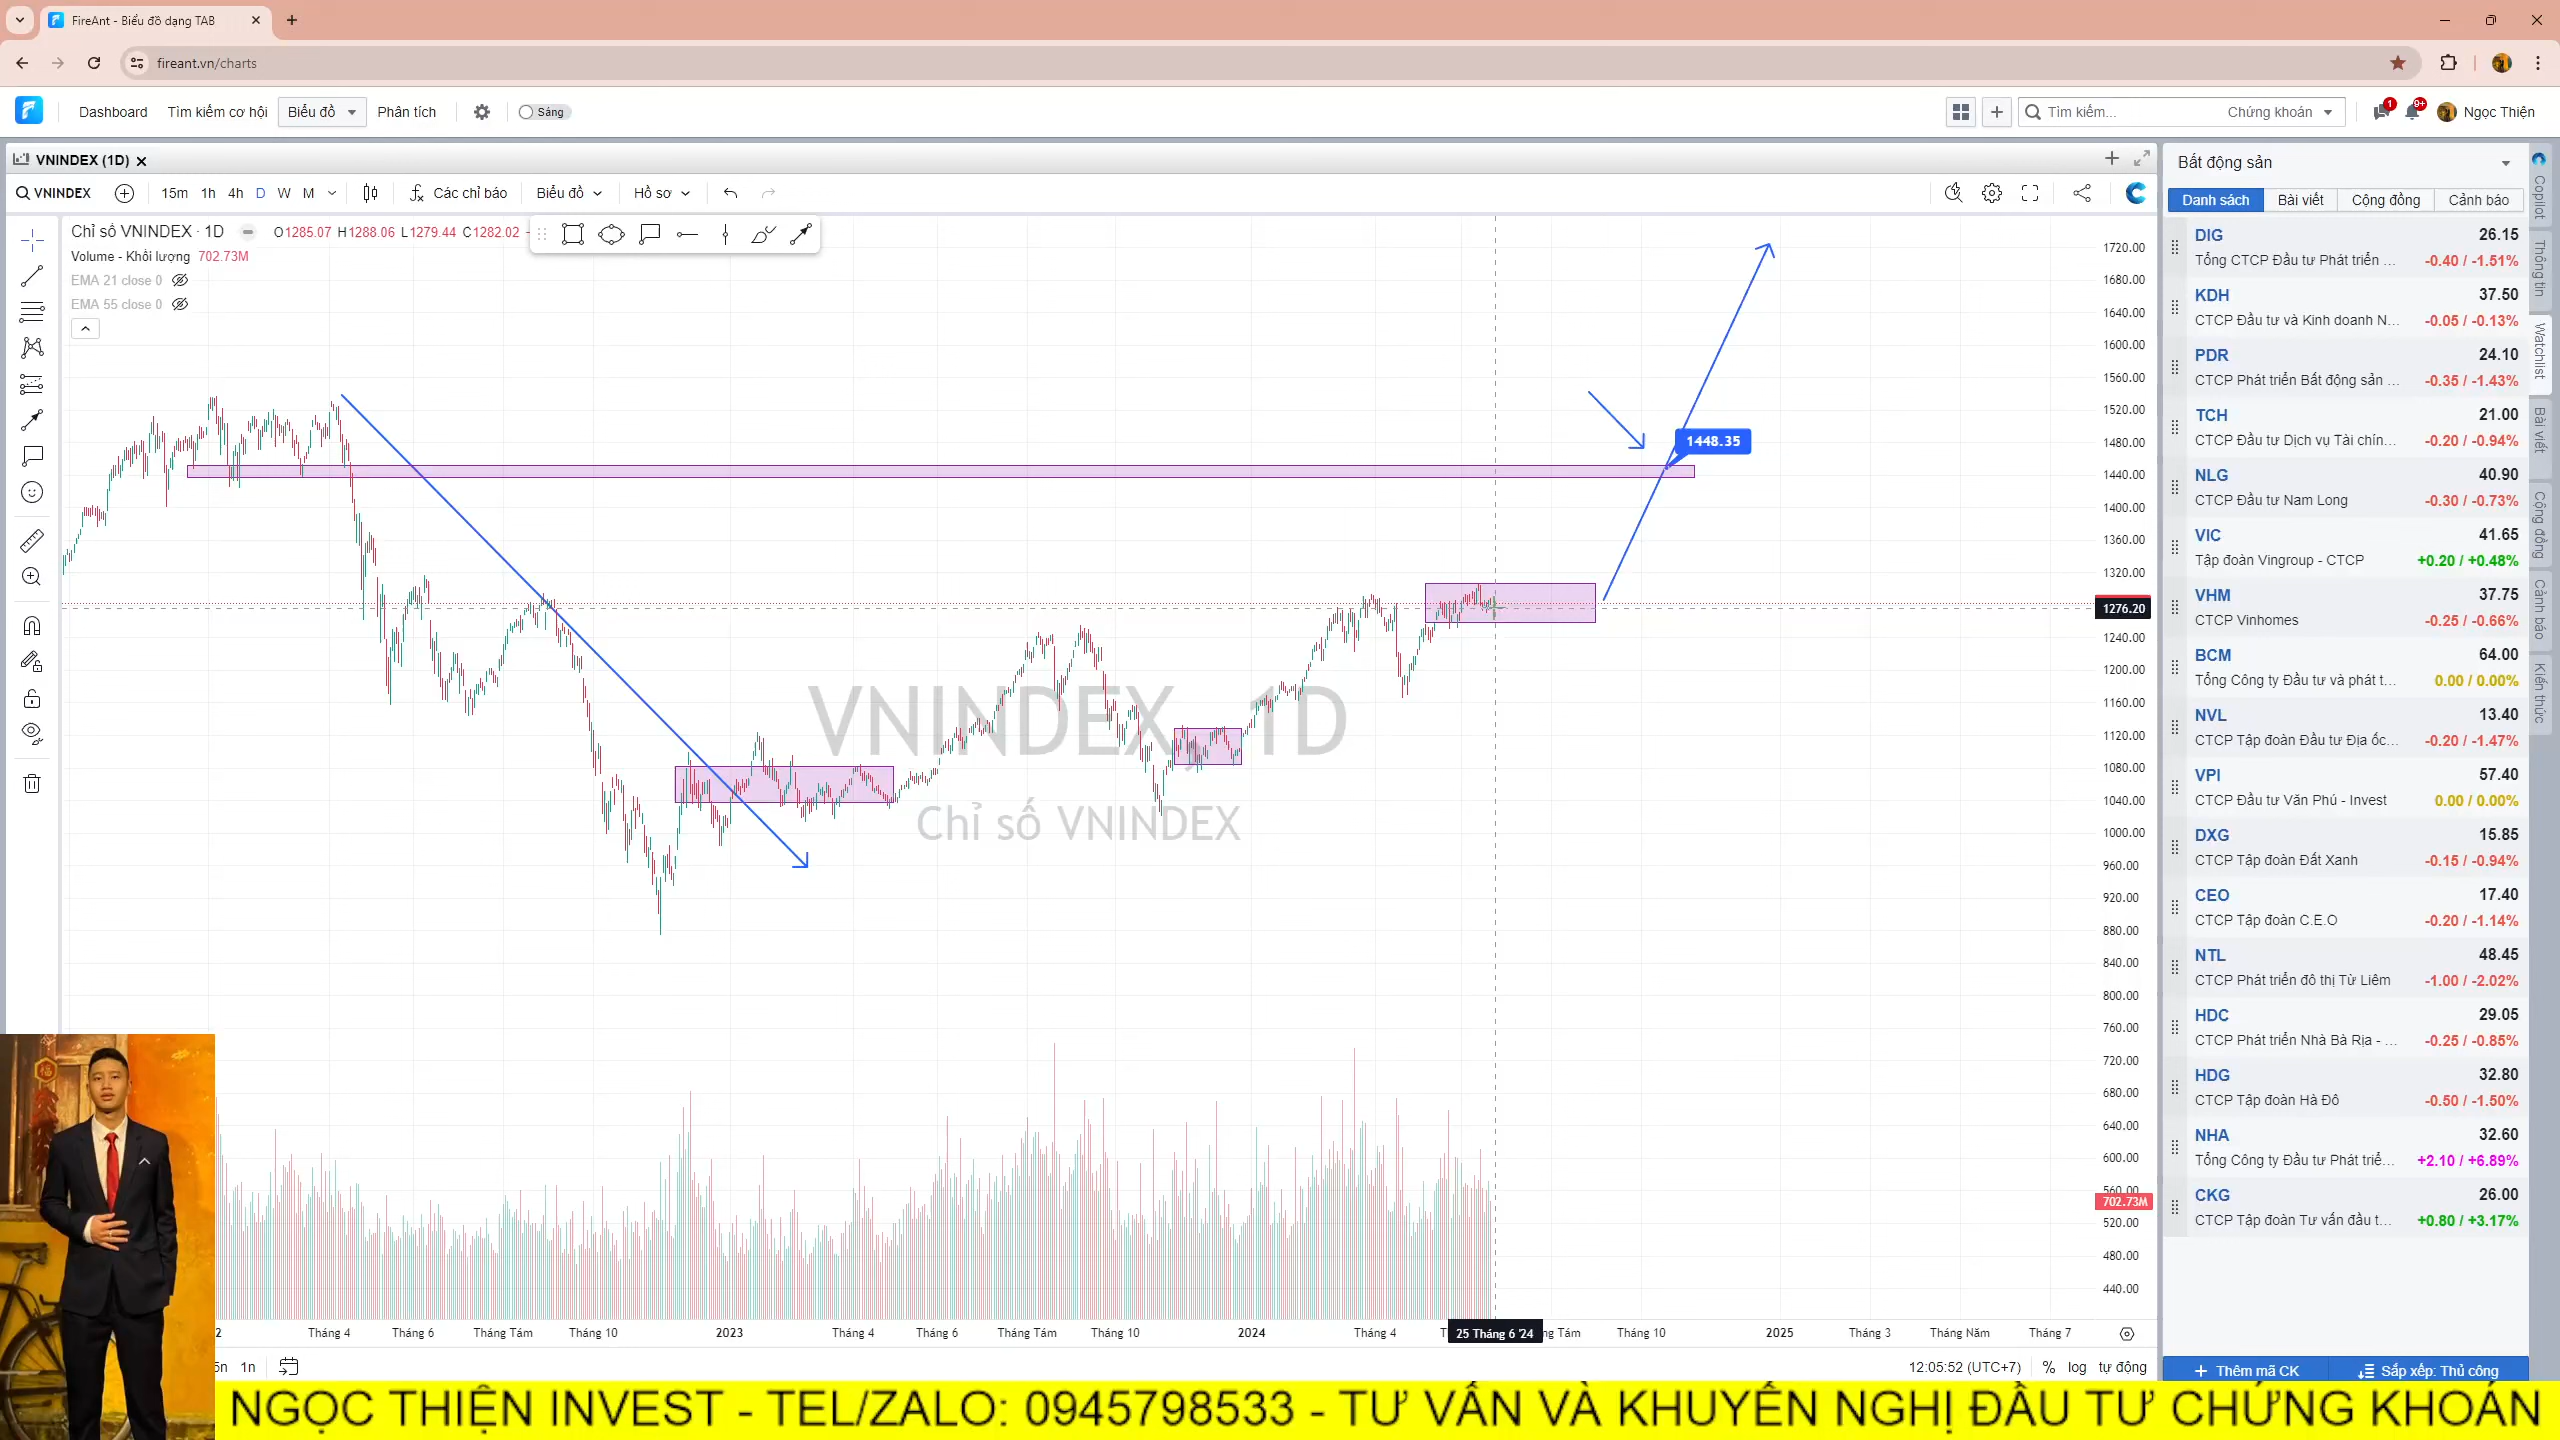 FireAnt - Biểu đồ dạng TAB
fireant.vn/charts
Dashboard
Tìm kiếm cơ hội
Biểu đồ
Phân tích
Sáng
Tìm kiếm...
Chứng khoán
1
9+
Ngọc Thiện
VNINDEX (1D)
VNINDEX
15m 1h 4h D W M
Các chỉ báo
Biểu đồ
Hồ sơ
Chỉ số VNINDEX · 1D O1285.07 H1288.06 L1279.44 C1282.02
Volume - Khối lượng 702.73M
EMA 21 close 0
EMA 55 close 0
VNINDEX, 1D
Chỉ số VNINDEX
1448.35
1720.00
1680.00
1640.00
1600.00
1560.00
1520.00
1480.00
1440.00
1400.00
1360.00
1320.00
1276.20
1240.00
1200.00
1160.00
1120.00
1080.00
1040.00
1000.00
960.00
920.00
880.00
840.00
800.00
760.00
720.00
680.00
640.00
600.00
560.00
702.73M
520.00
480.00
440.00
2 Tháng 4 Tháng 6 Tháng Tám Tháng 10 2023 Tháng 4 Tháng 6 Tháng Tám Tháng 10 2024 Tháng 4 25 Tháng 6 '24 Tám Tháng 10 2025 Tháng 3 Tháng Năm Tháng 7
5n 1n
12:05:52 (UTC+7) % log tự động
Bất động sản
Danh sách Bài viết Cộng đồng Cảnh báo
DIG 26.15
Tổng CTCP Đầu tư Phát triển ... -0.40 / -1.51%
KDH 37.50
CTCP Đầu tư và Kinh doanh N... -0.05 / -0.13%
PDR 24.10
CTCP Phát triển Bất động sản ... -0.35 / -1.43%
TCH 21.00
CTCP Đầu tư Dịch vụ Tài chín... -0.20 / -0.94%
NLG 40.90
CTCP Đầu tư Nam Long -0.30 / -0.73%
VIC 41.65
Tập đoàn Vingroup - CTCP +0.20 / +0.48%
VHM 37.75
CTCP Vinhomes -0.25 / -0.66%
BCM 64.00
Tổng Công ty Đầu tư và phát t... 0.00 / 0.00%
NVL 13.40
CTCP Tập đoàn Đầu tư Địa ốc... -0.20 / -1.47%
VPI 57.40
CTCP Đầu tư Văn Phú - Invest 0.00 / 0.00%
DXG 15.85
CTCP Tập đoàn Đất Xanh -0.15 / -0.94%
CEO 17.40
CTCP Tập đoàn C.E.O -0.20 / -1.14%
NTL 48.45
CTCP Phát triển đô thị Từ Liêm -1.00 / -2.02%
HDC 29.05
CTCP Phát triển Nhà Bà Rịa - ... -0.25 / -0.85%
HDG 32.80
CTCP Tập đoàn Hà Đô -0.50 / -1.50%
NHA 32.60
Tổng Công ty Đầu tư Phát triể... +2.10 / +6.89%
CKG 26.00
CTCP Tập đoàn Tư vấn đầu t... +0.80 / +3.17%
Thêm mã CK
Sắp xếp: Thủ công
Copilot
Thông tin
Watchlist
Bài viết
Cộng đồng
Cảnh báo
Kiến thức
NGỌC THIỆN INVEST - TEL/ZALO: 0945798533 - TƯ VẤN VÀ KHUYẾN NGHỊ ĐẦU TƯ CHỨNG KHOÁN